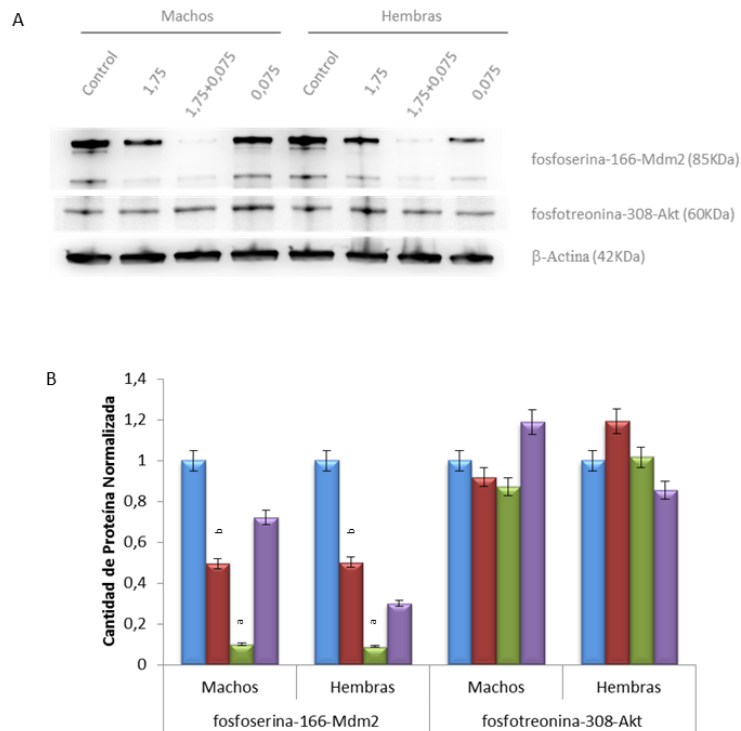 A
Machos
Hembras
Control
1,75
1,75+0,075
0,075
Control
1,75
1,75+0,075
0,075
fosfoserina-166-Mdm2 (85KDa)
fosfotreonina-308-Akt (60KDa)
β-Actina (42KDa)
B
Cantidad de Proteína Normalizada
1,4
1,2
1
0,8
0,6
0,4
0,2
0
b
a
b
a
Machos
Hembras
Machos
Hembras
fosfoserina-166-Mdm2
fosfotreonina-308-Akt